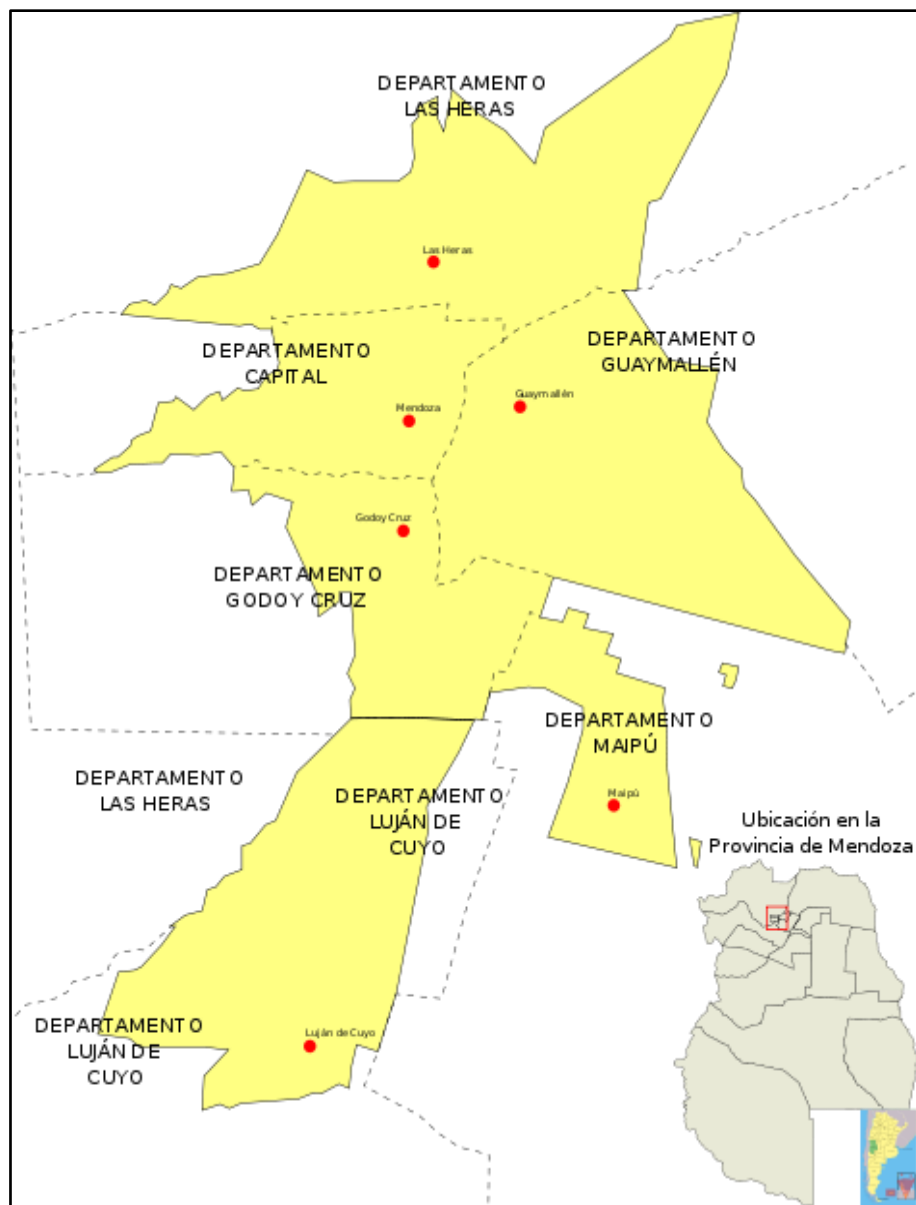 DEPARTAMENTO
LAS HERAS
Las Heras
DEPARTAMENTO
CAPITAL
DEPARTAMENTO
GUAYMALLÉN
Mendoza
Guaymallén
Godoy Cruz
DEPARTAMENTO
GODOY CRUZ
DEPARTAMENTO
MAIPÚ
DEPARTAMENTO
LAS HERAS
DEPARTAMENTO
LUJÁN DE
CUYO
Maipú
Ubicación en la
Provincia de Mendoza
DEPARTAMENTO
LUJÁN DE
CUYO
Luján de Cuyo